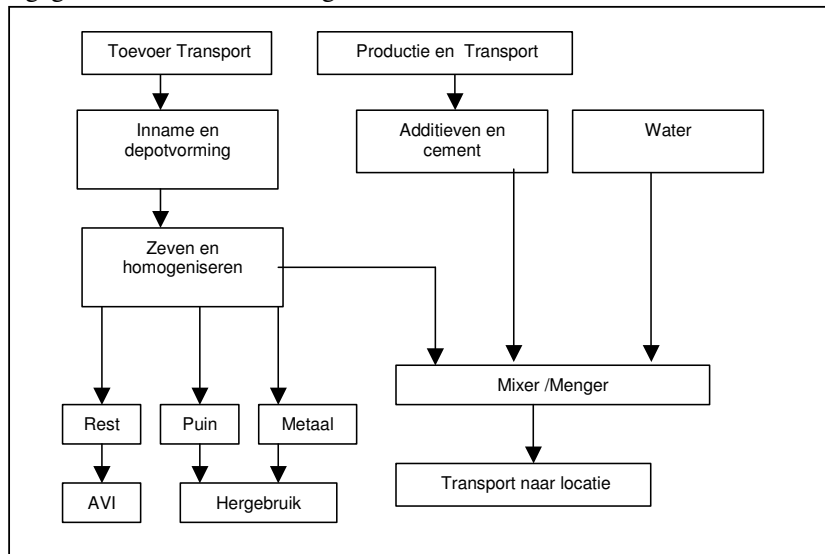 Toevoer Transport
Productie en Transport
Inname en
depotvorming
Additieven en
cement
Water
Zeven en
homogeniseren
Mixer /Menger
Rest
Puin
Metaal
Transport naar locatie
AVI
Hergebruik